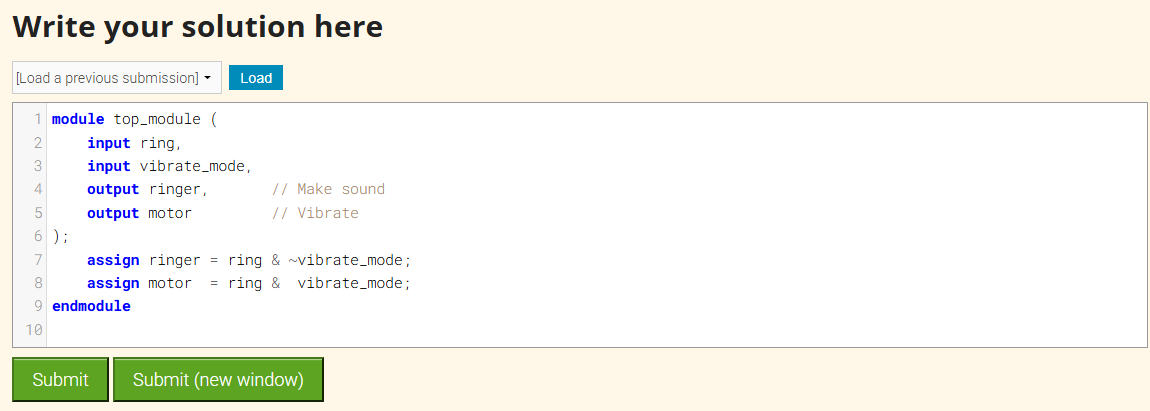 Write your solution here
[Load a previous submission] Load
1 module top_module (
2     input ring,
3     input vibrate_mode,
4     output ringer,       // Make sound
5     output motor         // Vibrate
6 );
7     assign ringer = ring & ~vibrate_mode;
8     assign motor  = ring &  vibrate_mode;
9 endmodule
10
Submit Submit (new window)